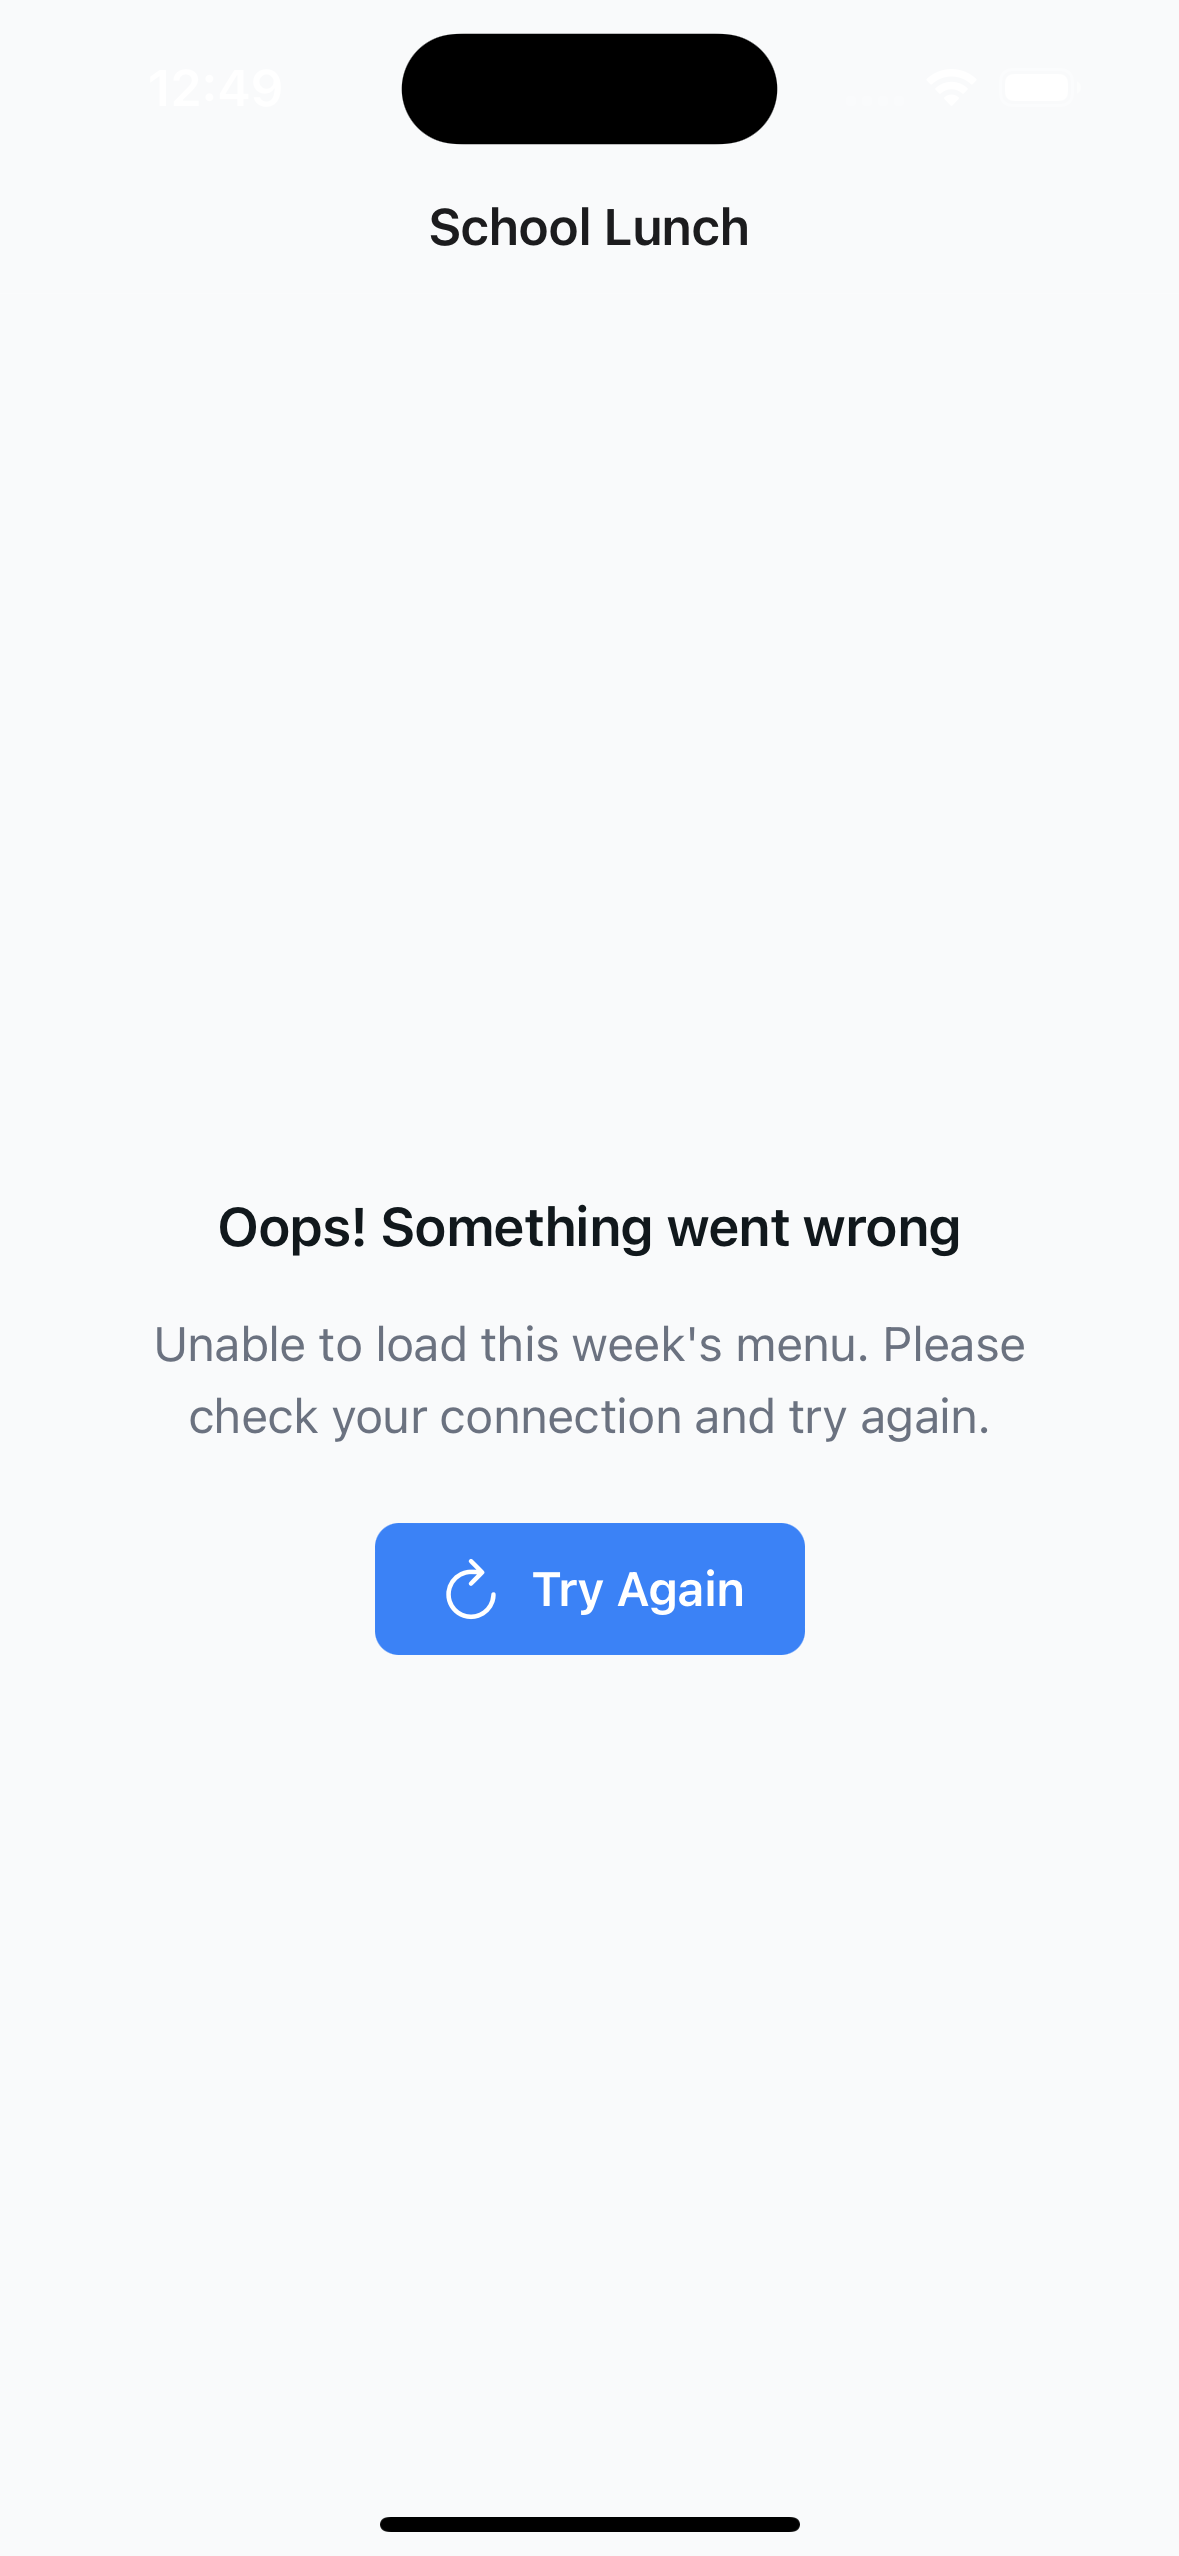 12:49
School Lunch
Oops! Something went wrong
Unable to load this week's menu. Please
check your connection and try again.
Try Again